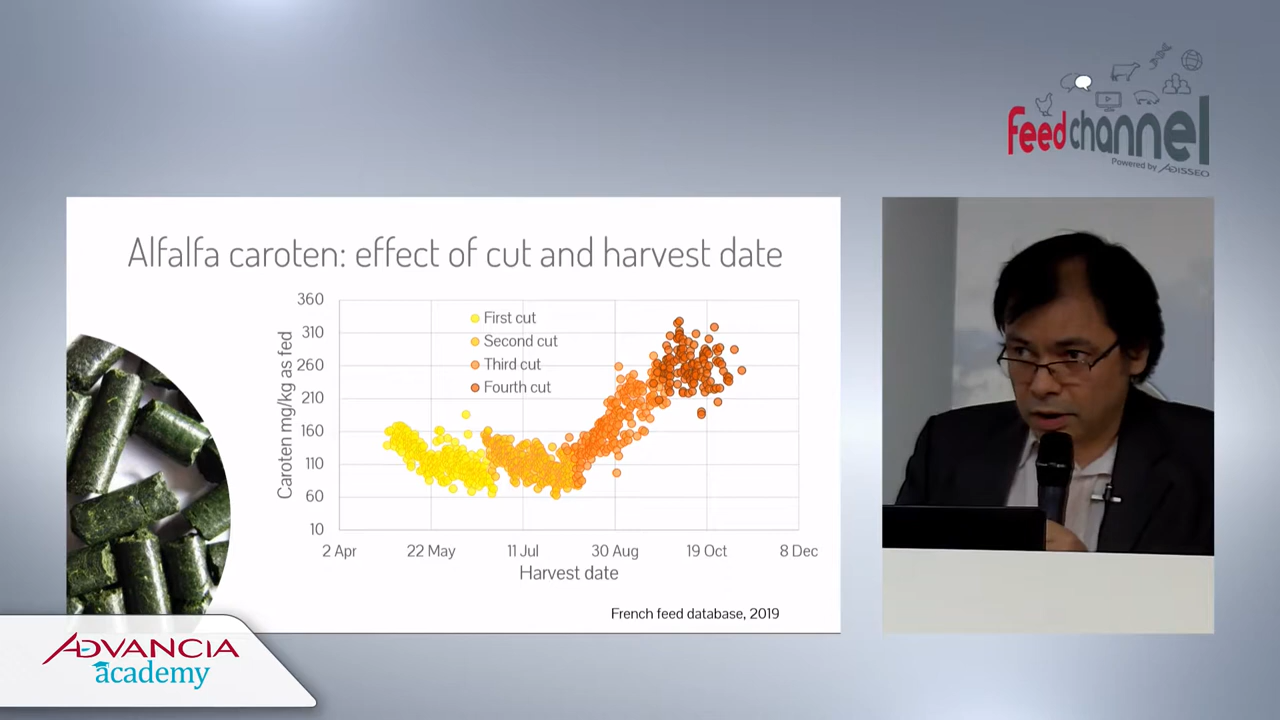 feedchannel
Powered by ADISSEO
Alfalfa caroten: effect of cut and harvest date
Caroten mg/kg as fed
360
310
260
210
160
110
60
10
First cut
Second cut
Third cut
Fourth cut
2 Apr
22 May
11 Jul
30 Aug
19 Oct
8 Dec
Harvest date
French feed database, 2019
ADVANCIA
academy